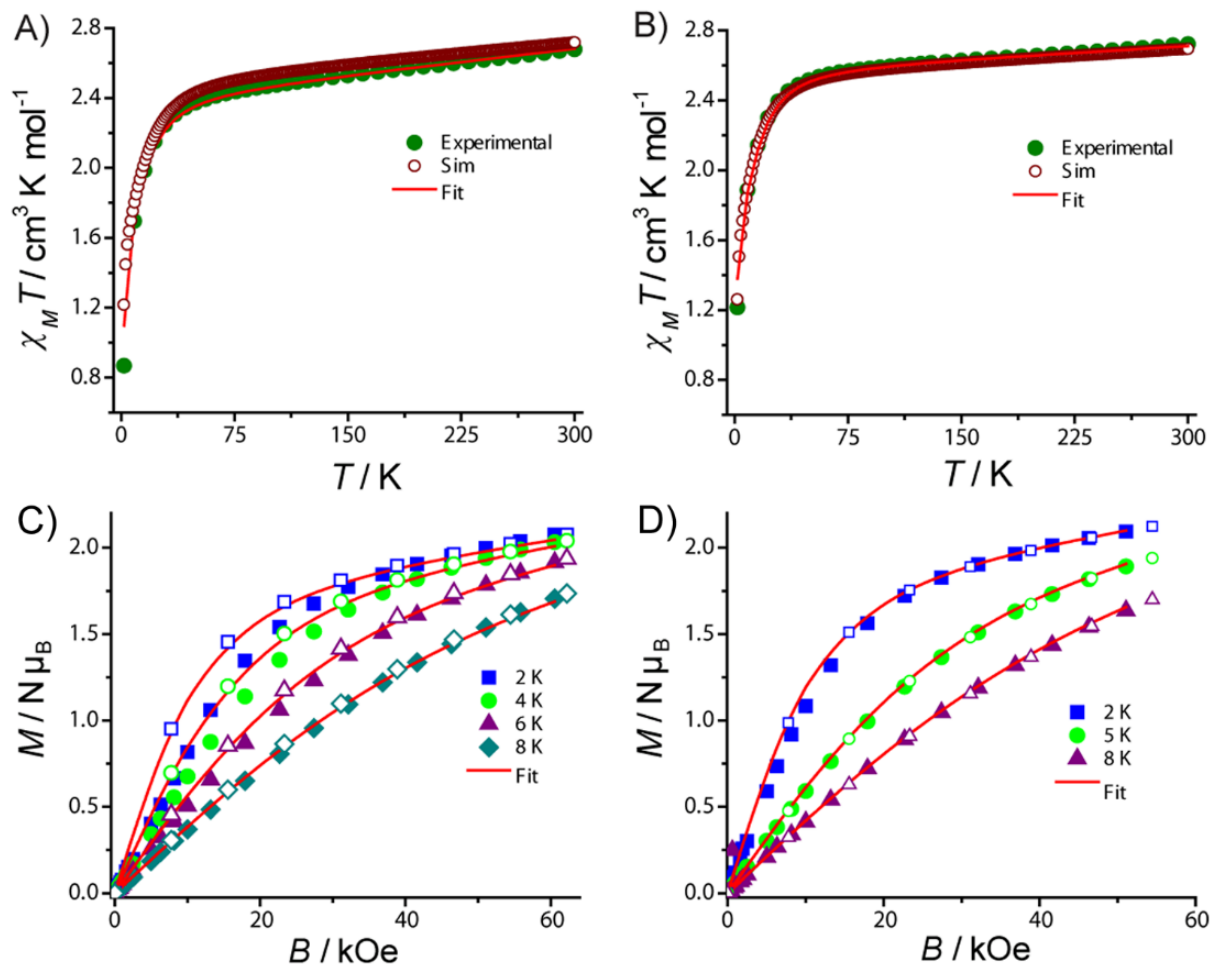 A)
2.8
2.4
2.0
1.6
1.2
0.8
χM T / cm3 K mol−1
Experimental
Sim
Fit
0 75 150 225 300
T / K
B)
2.8
2.4
2.0
1.6
1.2
0.8
χM T / cm3 K mol−1
Experimental
Sim
Fit
0 75 150 225 300
T / K
C)
2.0
1.5
1.0
0.5
0.0
M / N μB
2 K
4 K
6 K
8 K
Fit
0 20 40 60
B / kOe
D)
2.0
1.5
1.0
0.5
0.0
M / N μB
2 K
5 K
8 K
Fit
0 20 40 60
B / kOe